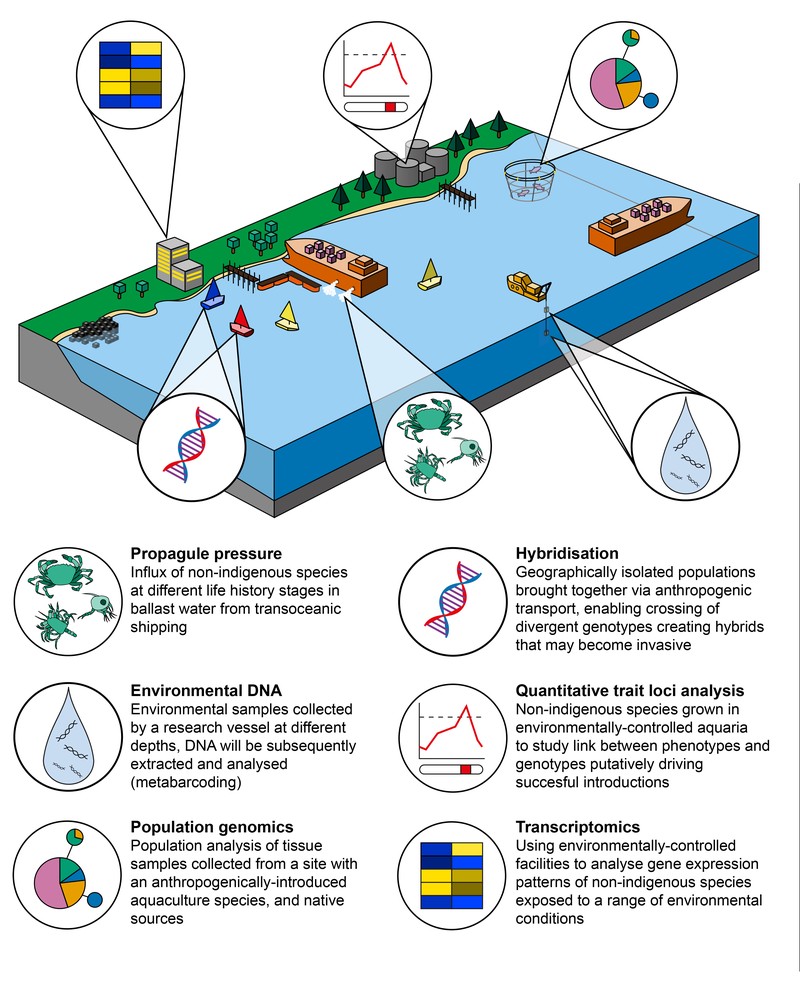 Propagule pressure
Influx of non-indigenous species
at different life history stages in
ballast water from transoceanic
shipping
Hybridisation
Geographically isolated populations
brought together via anthropogenic
transport, enabling crossing of
divergent genotypes creating hybrids
that may become invasive
Environmental DNA
Environmental samples collected
by a research vessel at different
depths, DNA will be subsequently
extracted and analysed
(metabarcoding)
Quantitative trait loci analysis
Non-indigenous species grown in
environmentally-controlled aquaria
to study link between phenotypes and
genotypes putatively driving
succesful introductions
Population genomics
Population analysis of tissue
samples collected from a site with
an anthropogenically-introduced
aquaculture species, and native
sources
Transcriptomics
Using environmentally-controlled
facilities to analyse gene expression
patterns of non-indigenous species
exposed to a range of environmental
conditions